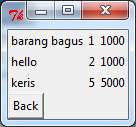 barang bagus 1 1000
hello 2 1000
keris 5 5000
Back